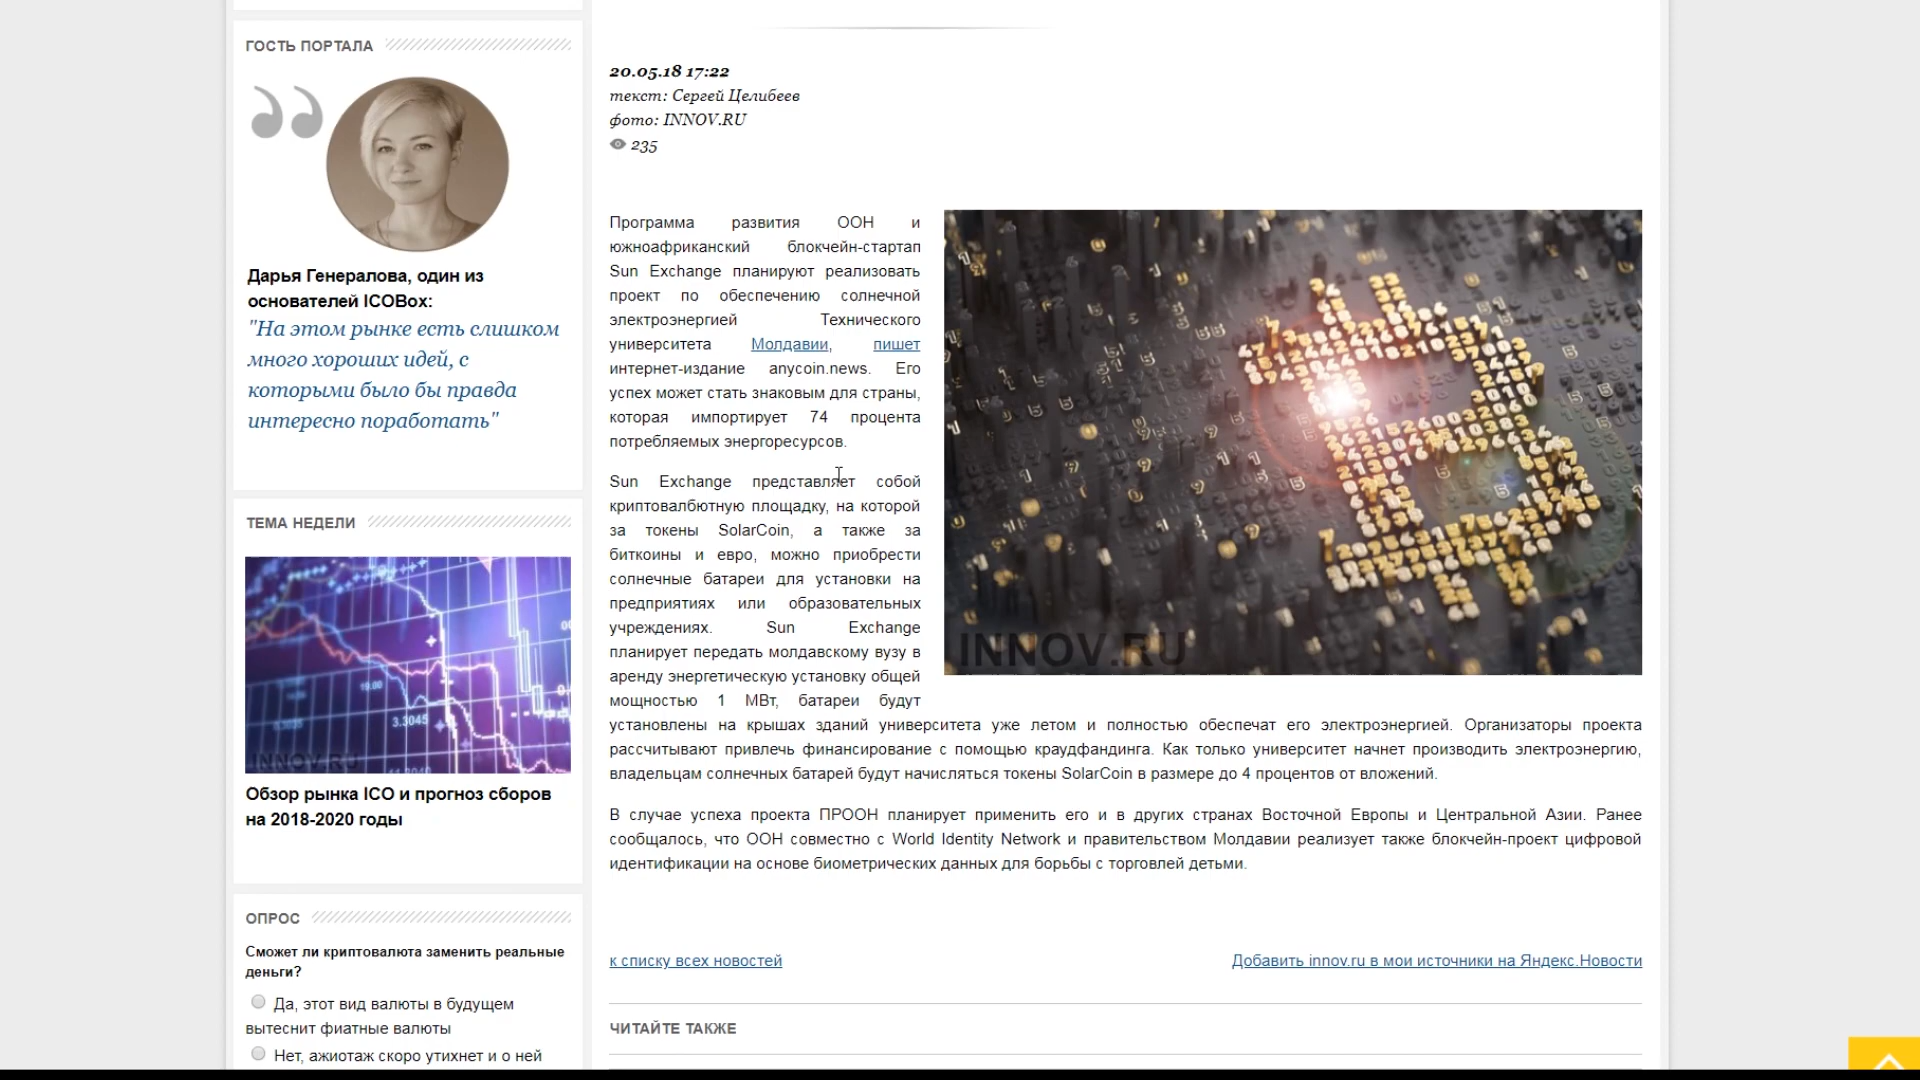 ГОСТЬ ПОРТАЛА
Дарья Генералова, один из
основателей ICOBox:
"На этом рынке есть слишком
много хороших идей, с
которыми было бы правда
интересно поработать"
ТЕМА НЕДЕЛИ
3.3045
INNOV.RU
Обзор рынка ICO и прогноз сборов
на 2018-2020 годы
ОПРОС
Сможет ли криптовалюта заменить реальные
деньги?
Да, этот вид валюты в будущем
вытеснит фиатные валюты
Нет, ажиотаж скоро утихнет и о ней
20.05.18 17:22
текст: Сергей Целибеев
фото: INNOV.RU
235
Программа развития ООН и
южноафриканский блокчейн-стартап
Sun Exchange планируют реализовать
проект по обеспечению солнечной
электроэнергией Технического
университета Молдавии, пишет
интернет-издание anycoin.news. Его
успех может стать знаковым для страны,
которая импортирует 74 процента
потребляемых энергоресурсов.
Sun Exchange представляет собой
криптовалбютную площадку, на которой
за токены SolarCoin, а также за
биткоины и евро, можно приобрести
солнечные батареи для установки на
предприятиях или образовательных
учреждениях. Sun Exchange
планирует передать молдавскому вузу в
аренду энергетическую установку общей
мощностью 1 МВт, батареи будут
установлены на крышах зданий университета уже летом и полностью обеспечат его электроэнергией. Организаторы проекта
рассчитывают привлечь финансирование с помощью краудфандинга. Как только университет начнет производить электроэнергию,
владельцам солнечных батарей будут начисляться токены SolarCoin в размере до 4 процентов от вложений.
В случае успеха проекта ПРООН планирует применить его и в других странах Восточной Европы и Центральной Азии. Ранее
сообщалось, что ООН совместно с World Identity Network и правительством Молдавии реализует также блокчейн-проект цифровой
идентификации на основе биометрических данных для борьбы с торговлей детьми.
INNOV.RU
к списку всех новостей
Добавить innov.ru в мои источники на Яндекс.Новости
ЧИТАЙТЕ ТАКЖЕ